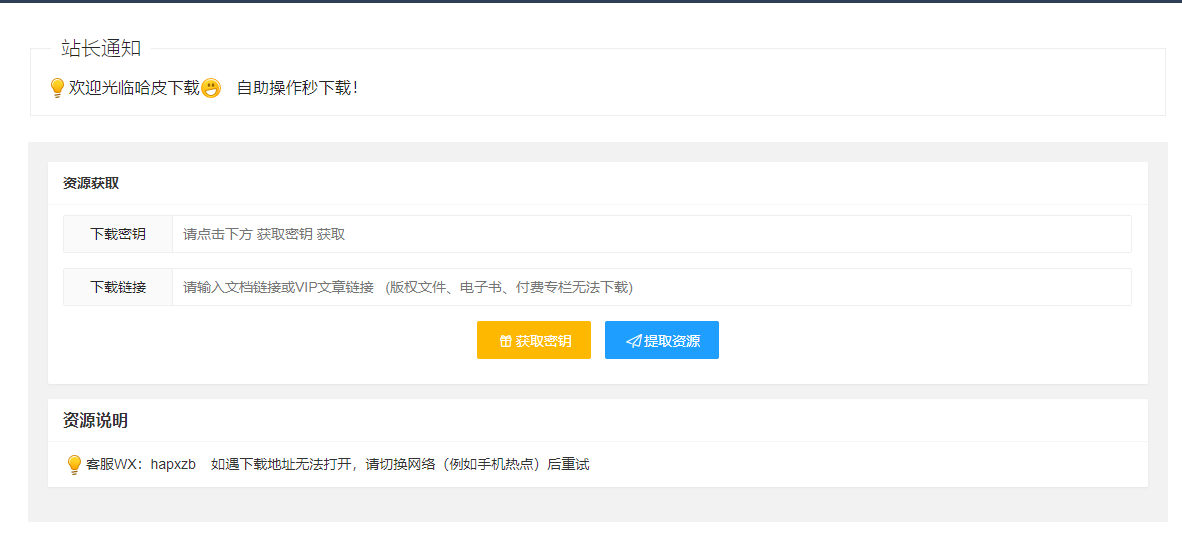 站长通知
欢迎光临哈皮下载 自助操作秒下载！
资源获取
下载密钥 请点击下方 获取密钥 获取
下载链接 请输入文档链接或VIP文章链接 （版权文件、电子书、付费专栏无法下载)
获取密钥 提取资源
资源说明
客服WX：hapxzb 如遇下载地址无法打开，请切换网络（例如手机热点）后重试